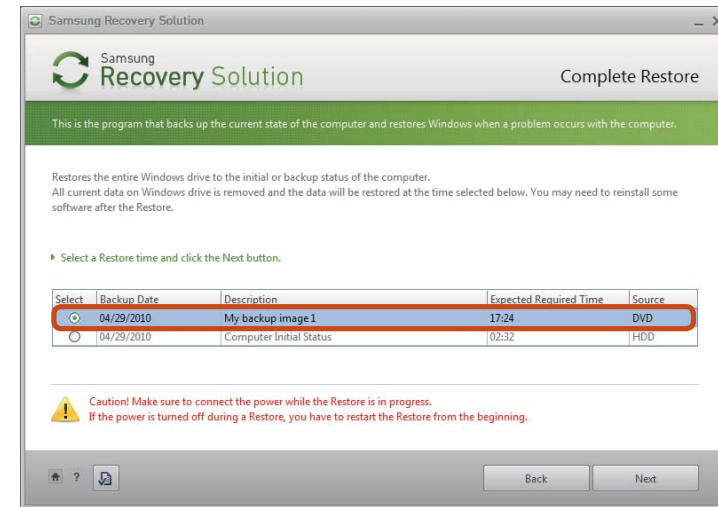 Samsung Recovery Solution
Samsung
Recovery Solution
Complete Restore
This is the program that backs up the current state of the computer and restores Windows when a problem occurs with the computer.
Restores the entire Windows drive to the initial or backup status of the computer.
All current data on Windows drive is removed and the data will be restored at the time selected below. You may need to reinstall some
software after the Restore.
Select a Restore time and click the Next button.
Select Backup Date Description Expected Required Time Source
04/29/2010 My backup image 1 17:24 DVD
04/29/2010 Computer Initial Status 02:32 HDD
Caution! Make sure to connect the power while the Restore is in progress.
If the power is turned off during a Restore, you have to restart the Restore from the beginning.
? Back Next